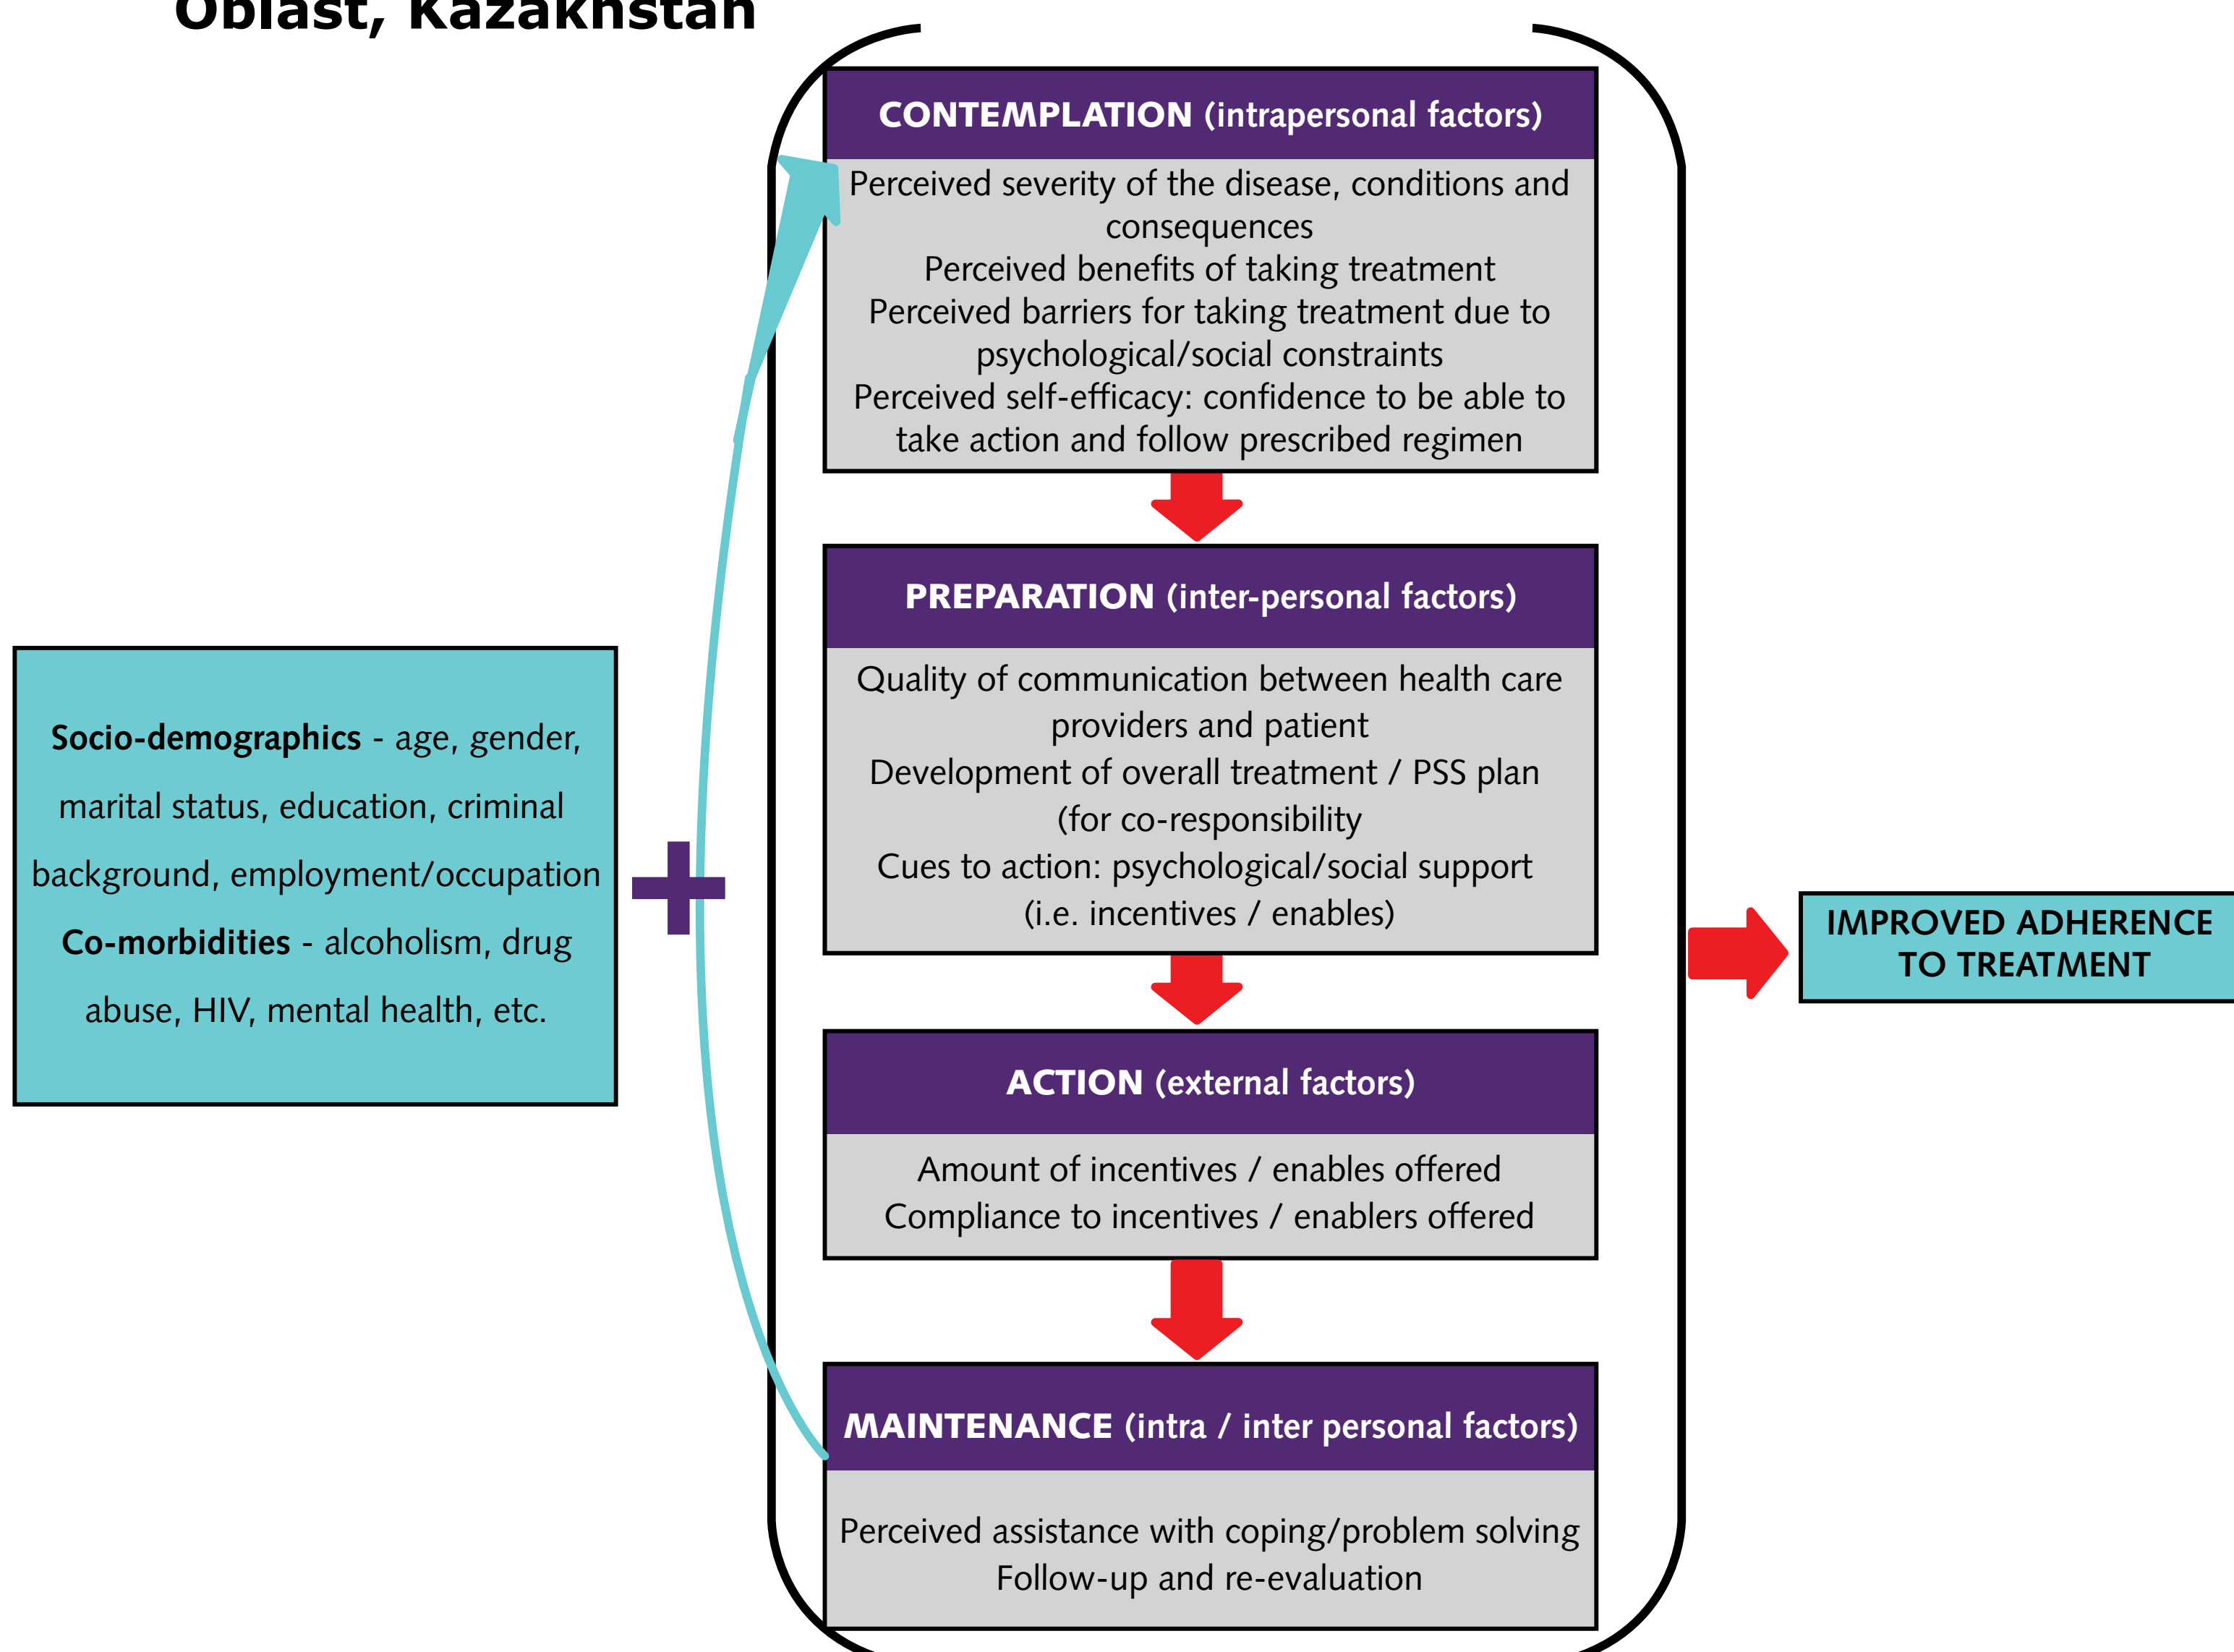 Oblast, Kazakhstan
CONTEMPLATION (intrapersonal factors)
Perceived severity of the disease, conditions and
consequences
Perceived benefits of taking treatment
Perceived barriers for taking treatment due to
psychological/social constraints
Perceived self-efficacy: confidence to be able to
take action and follow prescribed regimen
PREPARATION (inter-personal factors)
Quality of communication between health care
providers and patient
Development of overall treatment / PSS plan
(for co-responsibility
Cues to action: psychological/social support
(i.e. incentives / enables)
Socio-demographics - age, gender,
marital status, education, criminal
background, employment/occupation
Co-morbidities - alcoholism, drug
abuse, HIV, mental health, etc.
+
IMPROVED ADHERENCE
TO TREATMENT
ACTION (external factors)
Amount of incentives / enables offered
Compliance to incentives / enablers offered
MAINTENANCE (intra / inter personal factors)
Perceived assistance with coping/problem solving
Follow-up and re-evaluation